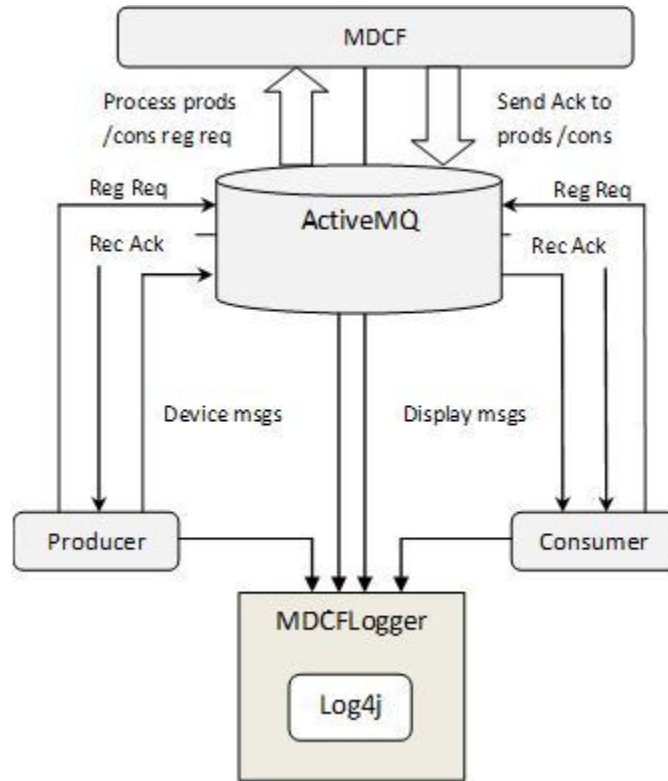 MDCF
Process prods
/cons reg req
Send Ack to
prods /cons
Reg Req
Reg Req
ActiveMQ
Rec Ack
Rec Ack
Device msgs
Display msgs
Producer
Consumer
MDCFLogger
Log4j